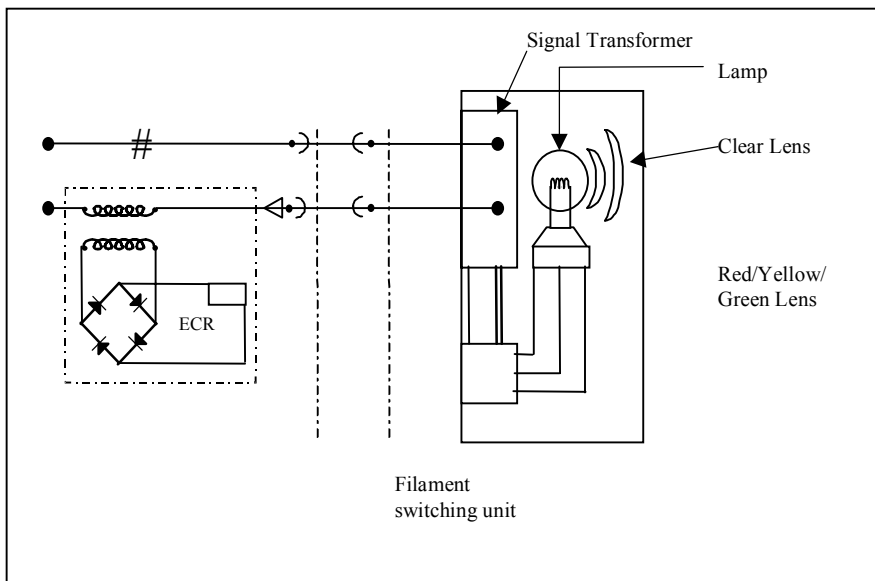 Signal Transformer
Lamp
Clear Lens
Red/Yellow/
Green Lens
ECR
Filament
switching unit